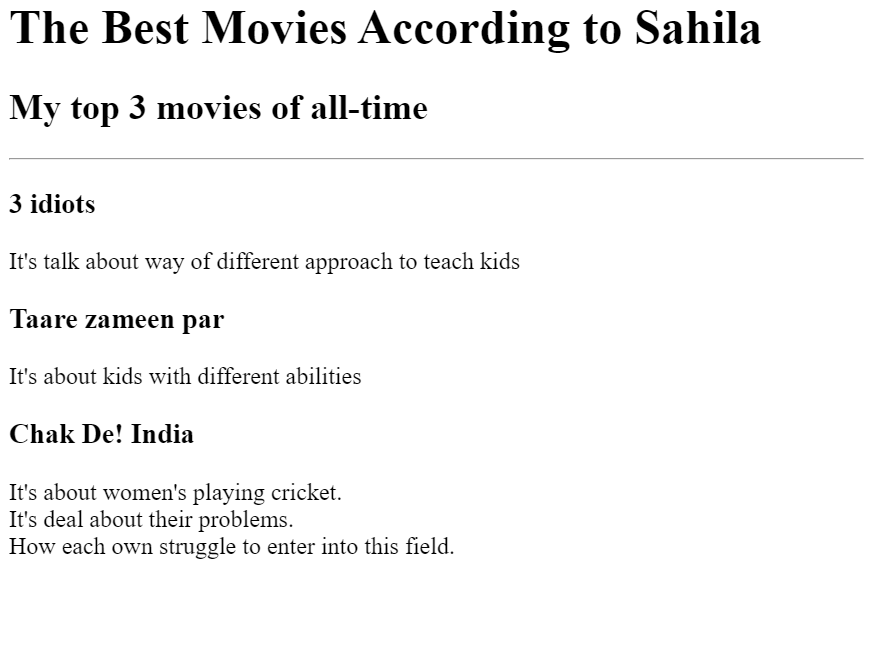 The Best Movies According to Sahila
My top 3 movies of all-time
3 idiots
It's talk about way of different approach to teach kids
Taare zameen par
It's about kids with different abilities
Chak De! India
It's about women's playing cricket.
It's deal about their problems.
How each own struggle to enter into this field.